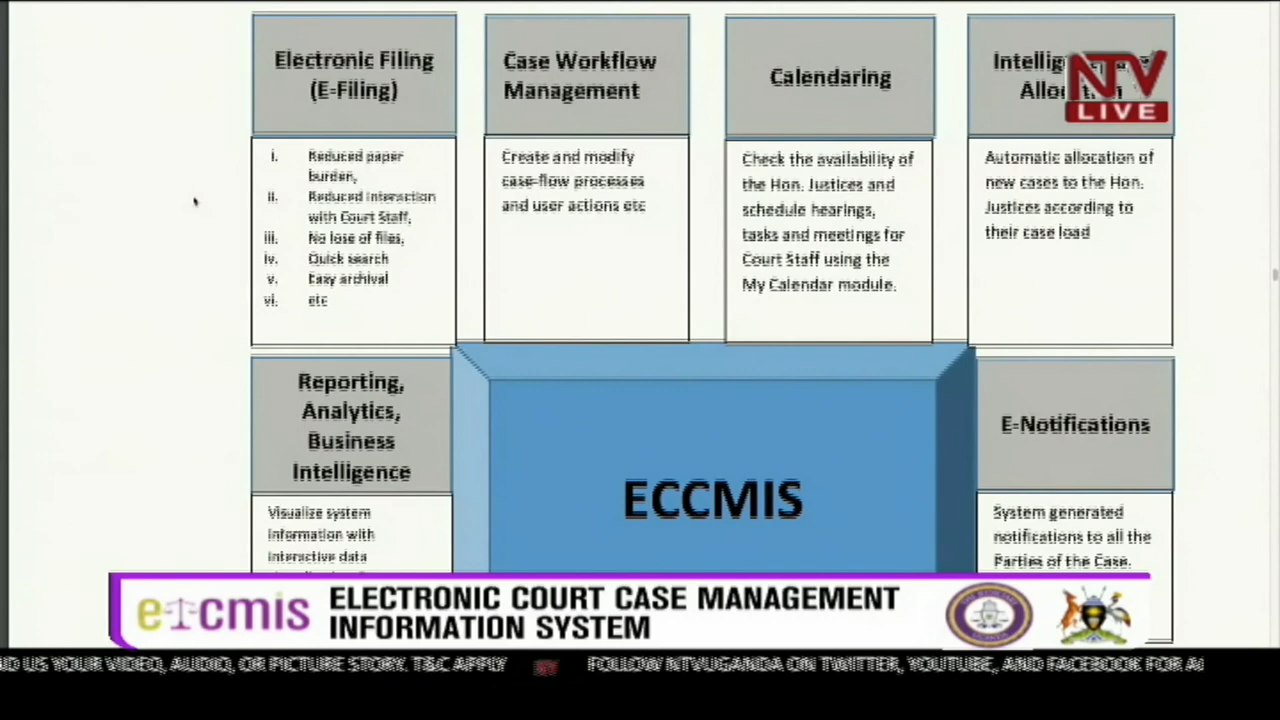 Electronic Filing
(E-Filing)
i. Reduced paper
burden,
ii. Reduced interaction
with Court Staff,
iii. No lose of files,
iv. Quick search
v. Easy archival
vi. etc
Case Workflow
Management
Create and modify
case-flow processes
and user actions etc
Calendaring
Check the availability of
the Hon. Justices and
schedule hearings,
tasks and meetings for
Court Staff using the
My Calendar module.
NTV
LIVE
Automatic allocation of
new cases to the Hon.
Justices according to
their case load
Reporting,
Analytics,
Business
Intelligence
Visualize system
information with
interactive data
ECCMIS
E-Notifications
System generated
notifications to all the
Parties of the Case.
eccmis
ELECTRONIC COURT CASE MANAGEMENT
INFORMATION SYSTEM
US YOUR VIDEO, AUDIO, OR PICTURE STORY. T&C APPLY FOLLOW NTVUGANDA ON TWITTER, YOUTUBE, AND FACEBOOK FOR